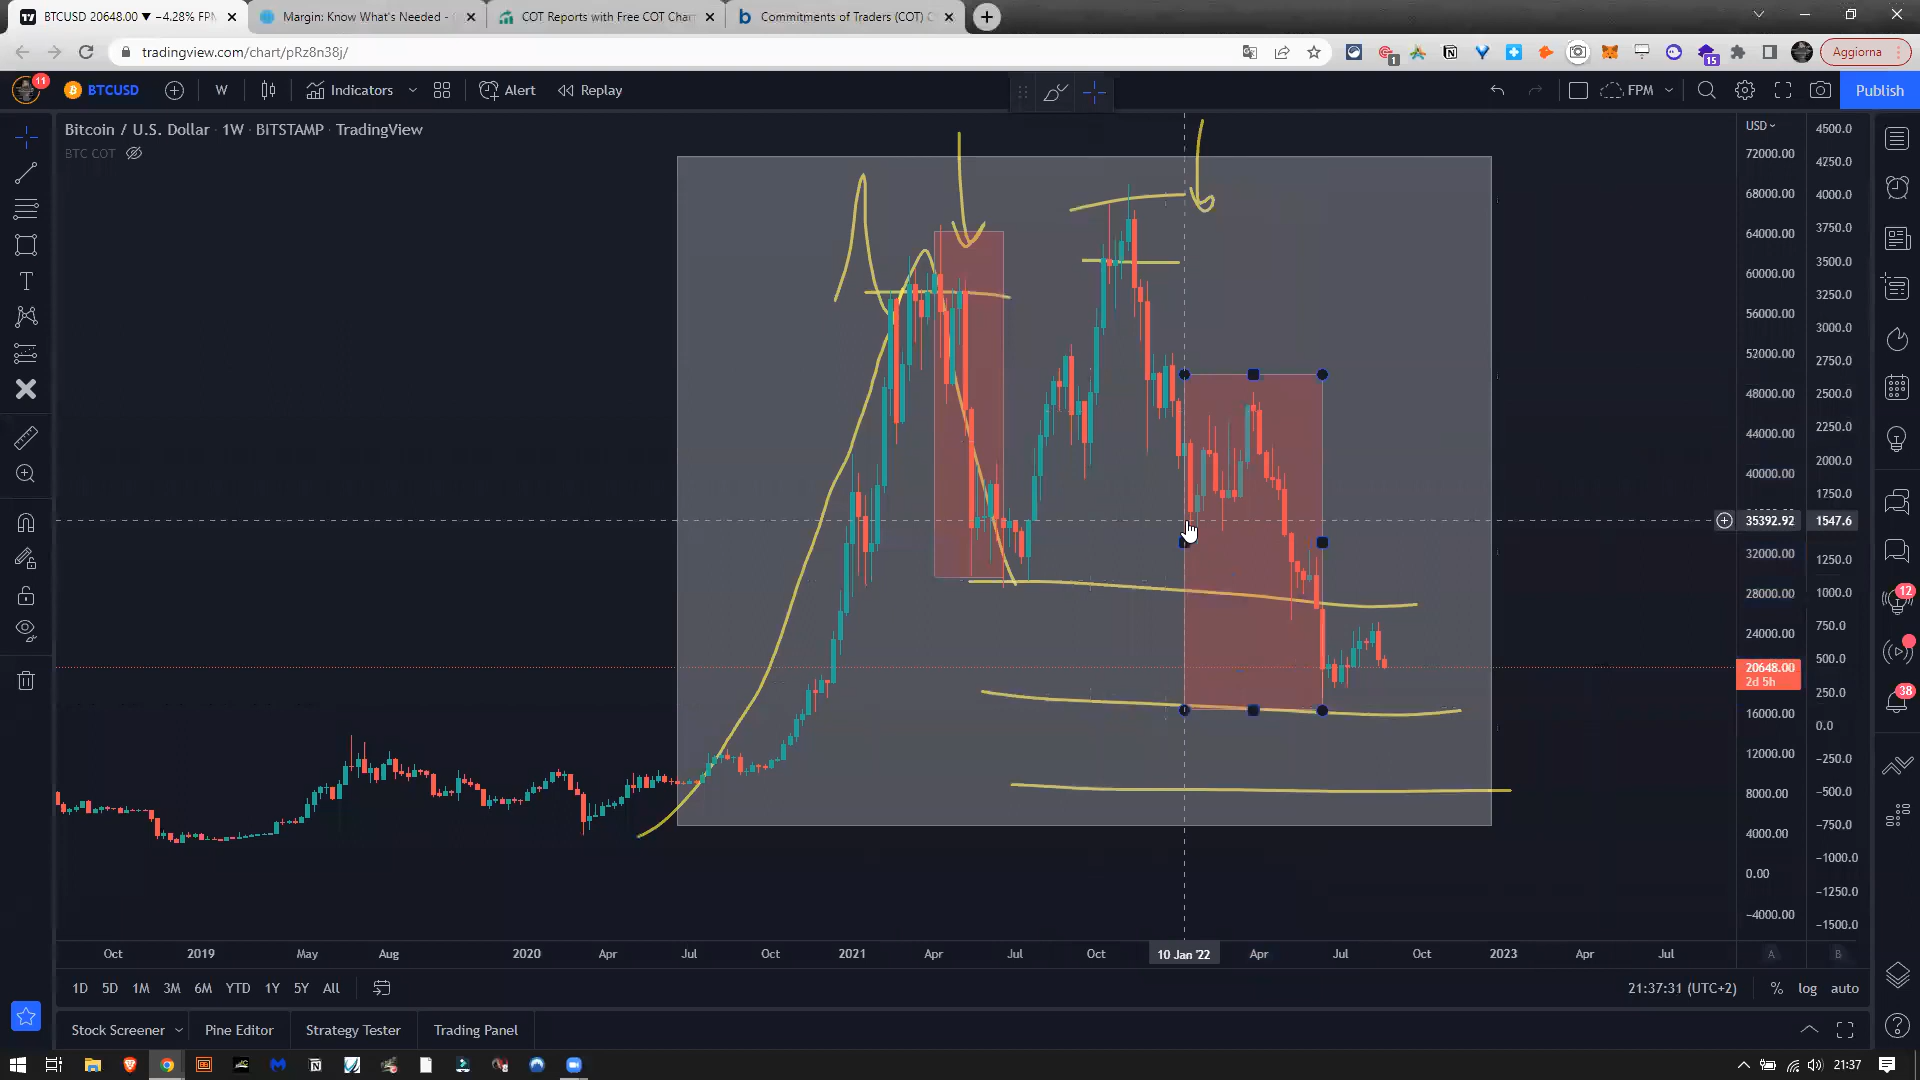 BTCUSD 20648.00 ▼ −4.28% FPM
Margin: Know What's Needed -
COT Reports with Free COT Char
Commitments of Traders (COT) C
tradingview.com/chart/pRz8n38j/
1
15
Aggiorna
11
BTCUSD
W
Indicators
Alert
Replay
FPM
Publish
Bitcoin / U.S. Dollar · 1W · BITSTAMP · TradingView
BTC COT
USD
72000.00
68000.00
64000.00
60000.00
56000.00
52000.00
48000.00
44000.00
40000.00
35392.92
32000.00
28000.00
24000.00
20648.00
2d 5h
16000.00
12000.00
8000.00
4000.00
0.00
−4000.00
4500.0
4250.0
4000.0
3750.0
3500.0
3250.0
3000.0
2750.0
2500.0
2250.0
2000.0
1750.0
1547.6
1250.0
1000.0
750.0
500.0
250.0
0.0
−250.0
−500.0
−750.0
−1000.0
−1250.0
−1500.0
12
38
Oct 2019 May Aug 2020 Apr Jul Oct 2021 Apr Jul Oct 10 Jan '22 Apr Jul Oct 2023 Apr Jul
A B
1D 5D 1M 3M 6M YTD 1Y 5Y All
21:37:31 (UTC+2) % log auto
Stock Screener Pine Editor Strategy Tester Trading Panel
21:37